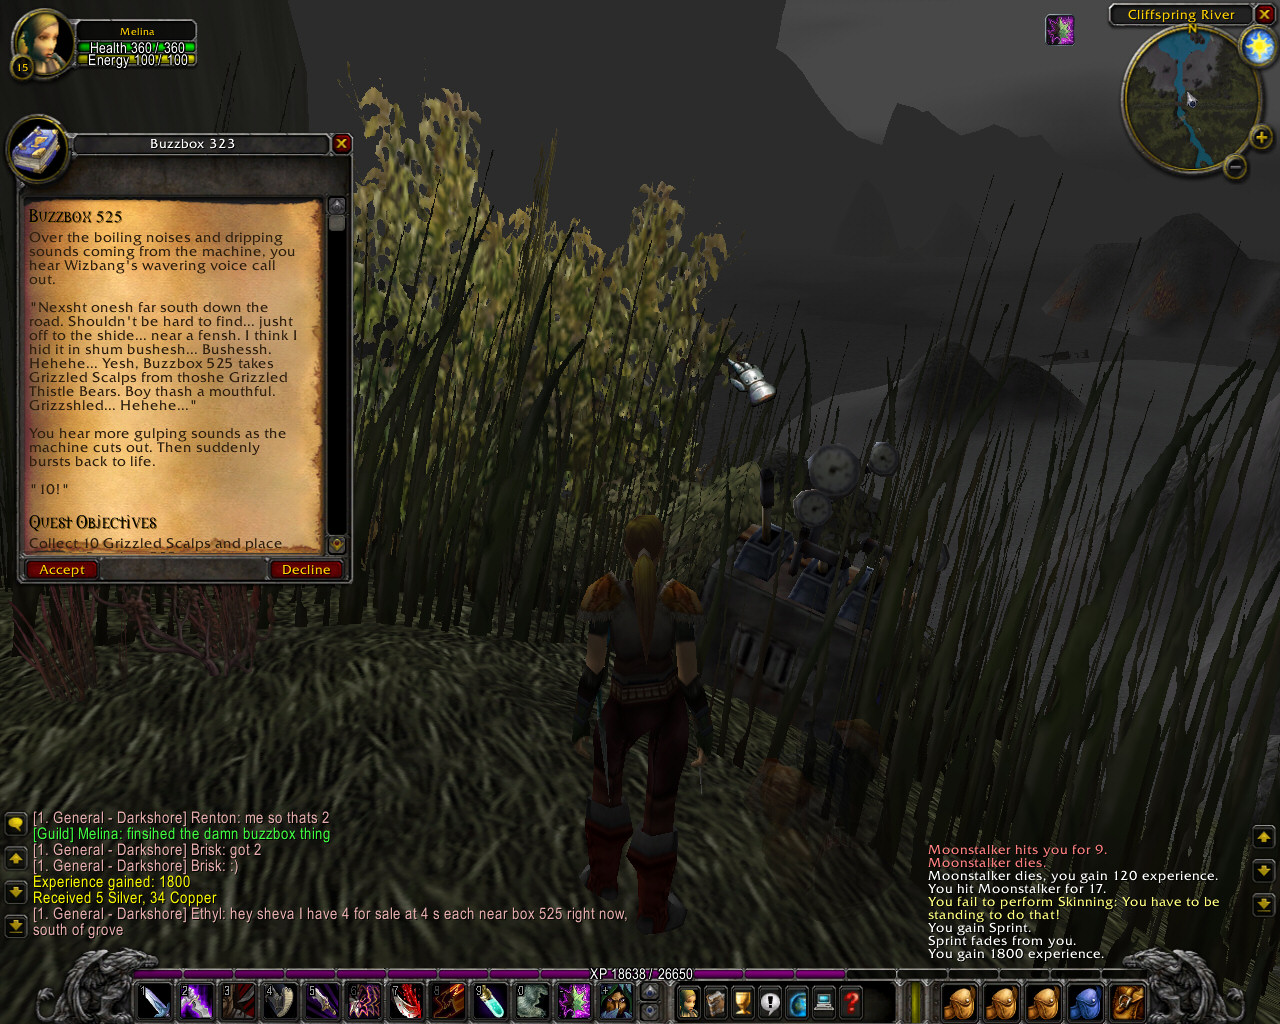 Melina
Health 360 / 360
Energy 100 / 100
15
Cliffspring River
N
Buzzbox 323
Buzzbox 525
Over the boiling noises and dripping
sounds coming from the machine, you
hear Wizbang's wavering voice call
out.
"Nexsht onesh far south down the
road. Shouldn't be hard to find... jusht
off to the shide... near a fensh. I think I
hid it in shum bushesh... Bushessh.
Hehehe... Yesh, Buzzbox 525 takes
Grizzled Scalps from thoshe Grizzled
Thistle Bears. Boy thash a mouthful.
Grizzshled... Hehehe..."
You hear more gulping sounds as the
machine cuts out. Then suddenly
bursts back to life.
"10!"
Quest Objectives
Collect 10 Grizzled Scalps and place
Accept
Decline
[1. General - Darkshore] Renton: me so thats 2
[Guild] Melina: finsihed the damn buzzbox thing
[1. General - Darkshore] Brisk: got 2
[1. General - Darkshore] Brisk: :)
Experience gained: 1800
Received 5 Silver, 34 Copper
[1. General - Darkshore] Ethyl: hey sheva I have 4 for sale at 4 s each near box 525 right now,
south of grove
Moonstalker hits you for 9.
Moonstalker dies.
Moonstalker dies, you gain 120 experience.
You hit Moonstalker for 17.
You fail to perform Skinning: You have to be
standing to do that!
You gain Sprint.
Sprint fades from you.
You gain 1800 experience.
XP 18638 / 26650
1 2 3 4 5 6 7 8 9 0 - +